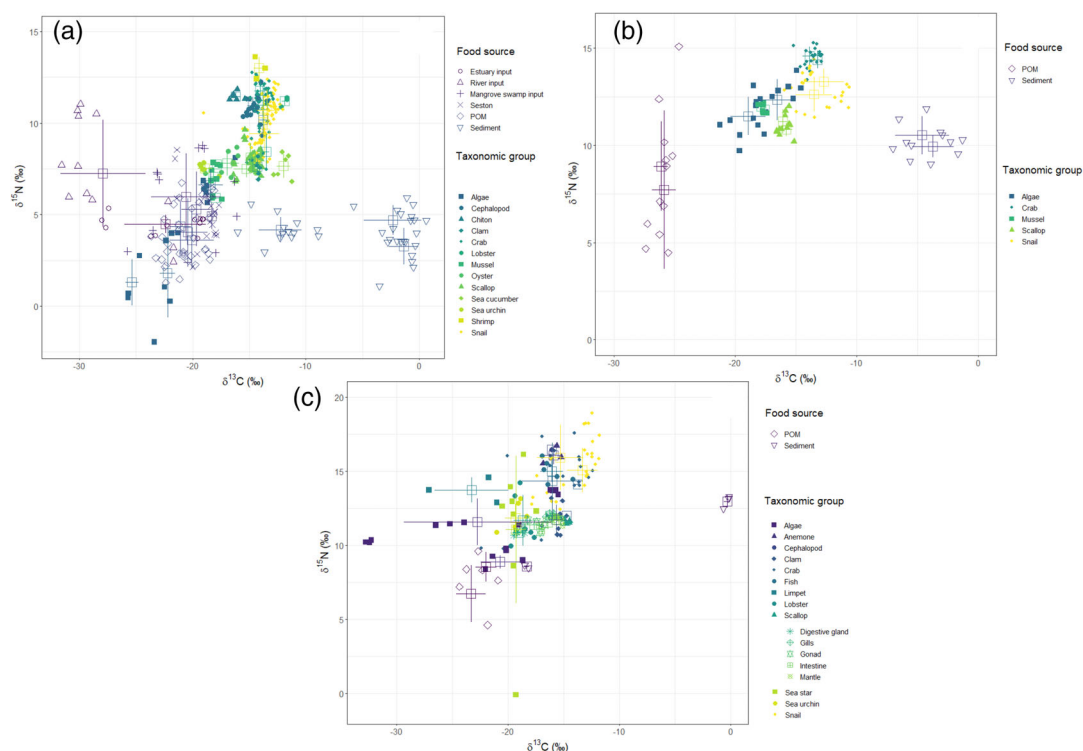 (a)
15
10
5
0
δ15N (‰)
-30
-20
-10
0
δ13C (‰)
Food source
Estuary input
River input
Mangrove swamp input
Seston
POM
Sediment
Taxonomic group
Algae
Cephalopod
Chiton
Clam
Crab
Lobster
Mussel
Oyster
Scallop
Sea cucumber
Sea urchin
Shrimp
Snail
(b)
15
10
5
0
δ15N (‰)
-30
-20
-10
0
δ13C (‰)
Food source
POM
Sediment
Taxonomic group
Algae
Crab
Mussel
Scallop
Snail
(c)
20
15
10
5
0
δ15N (‰)
-30
-20
-10
0
δ13C (‰)
Food source
POM
Sediment
Taxonomic group
Algae
Anemone
Cephalopod
Clam
Crab
Fish
Limpet
Lobster
Scallop
Digestive gland
Gills
Gonad
Intestine
Mantle
Sea star
Sea urchin
Snail